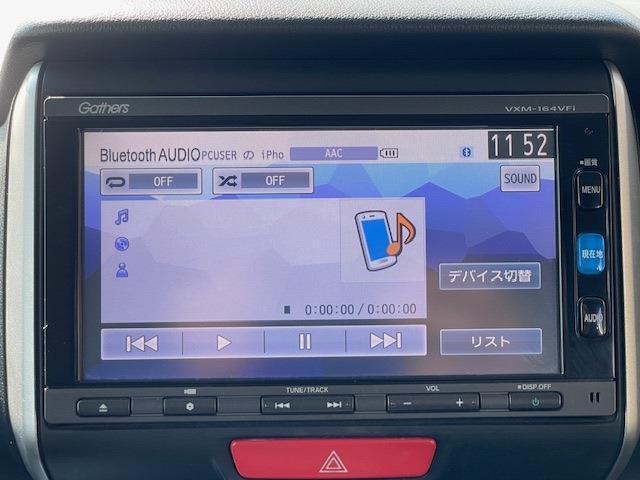 Gathers VXM-164VFi
Bluetooth AUDIO PCUSER の iPho AAC 11 52
OFF OFF SOUND
デバイス切替
0:00:00 / 0:00:00
リスト
画質
MENU
現在地
AUDIO
TUNE/TRACK VOL DISP.OFF
− +